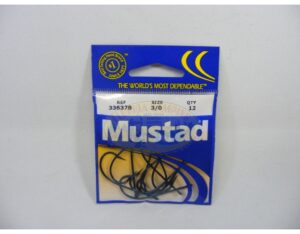 THE WORLD'S MOST DEPENDABLE™
REF SIZE QTY
33637B 3/0 12
Mustad